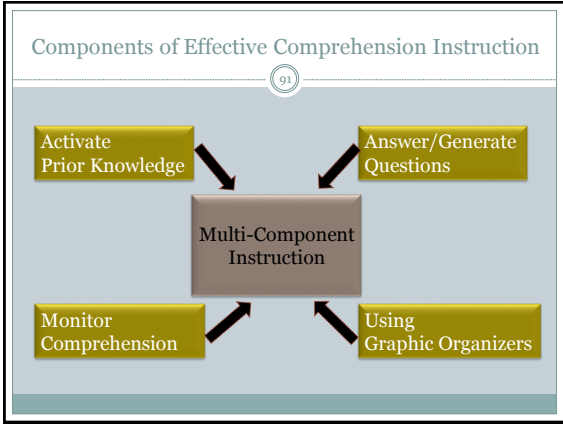 Components of Effective Comprehension Instruction
91
Activate
Prior Knowledge
Answer/Generate
Questions
Multi-Component
Instruction
Monitor
Comprehension
Using
Graphic Organizers